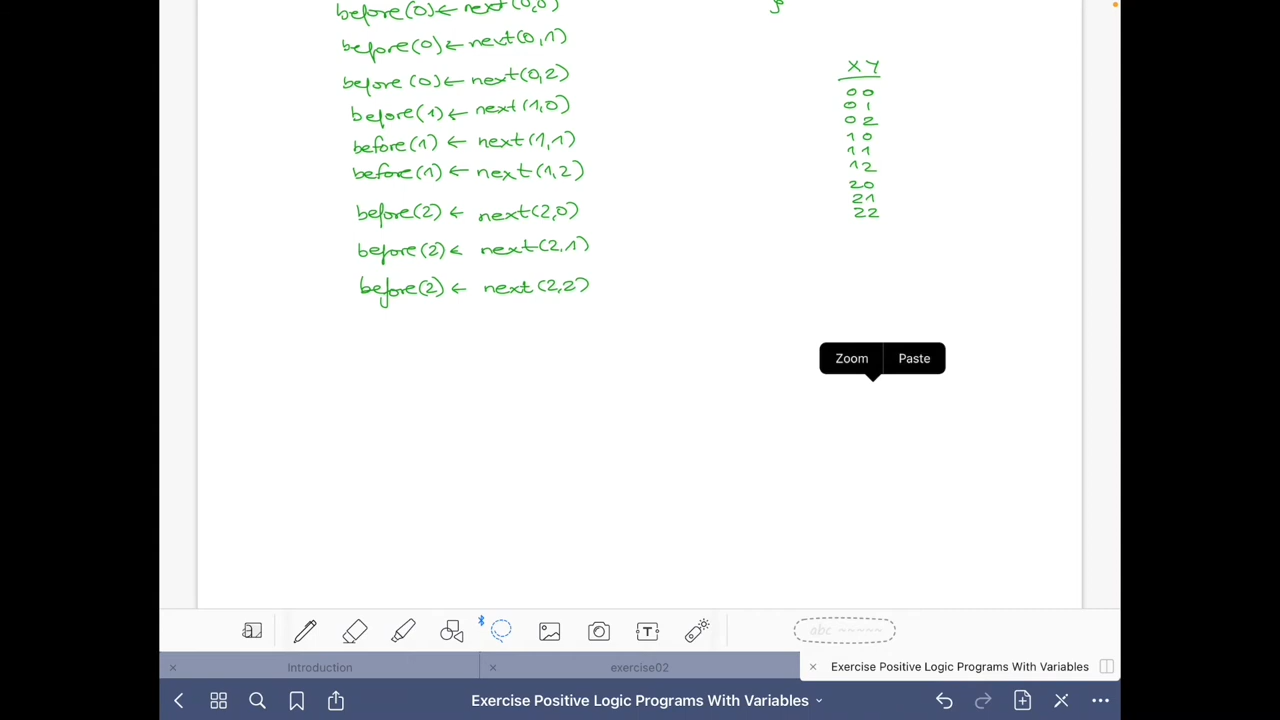 before(0) ← next(0,0)
before(0) ← next(0,1)
before(0) ← next(0,2)
before(1) ← next(1,0)
before(1) ← next(1,1)
before(1) ← next(1,2)
before(2) ← next(2,0)
before(2) ← next(2,1)
before(2) ← next(2,2)
X Y
0 0
0 1
0 2
1 0
1 1
1 2
2 0
2 1
2 2
Zoom Paste
abc
Introduction
exercise02
Exercise Positive Logic Programs With Variables
Exercise Positive Logic Programs With Variables